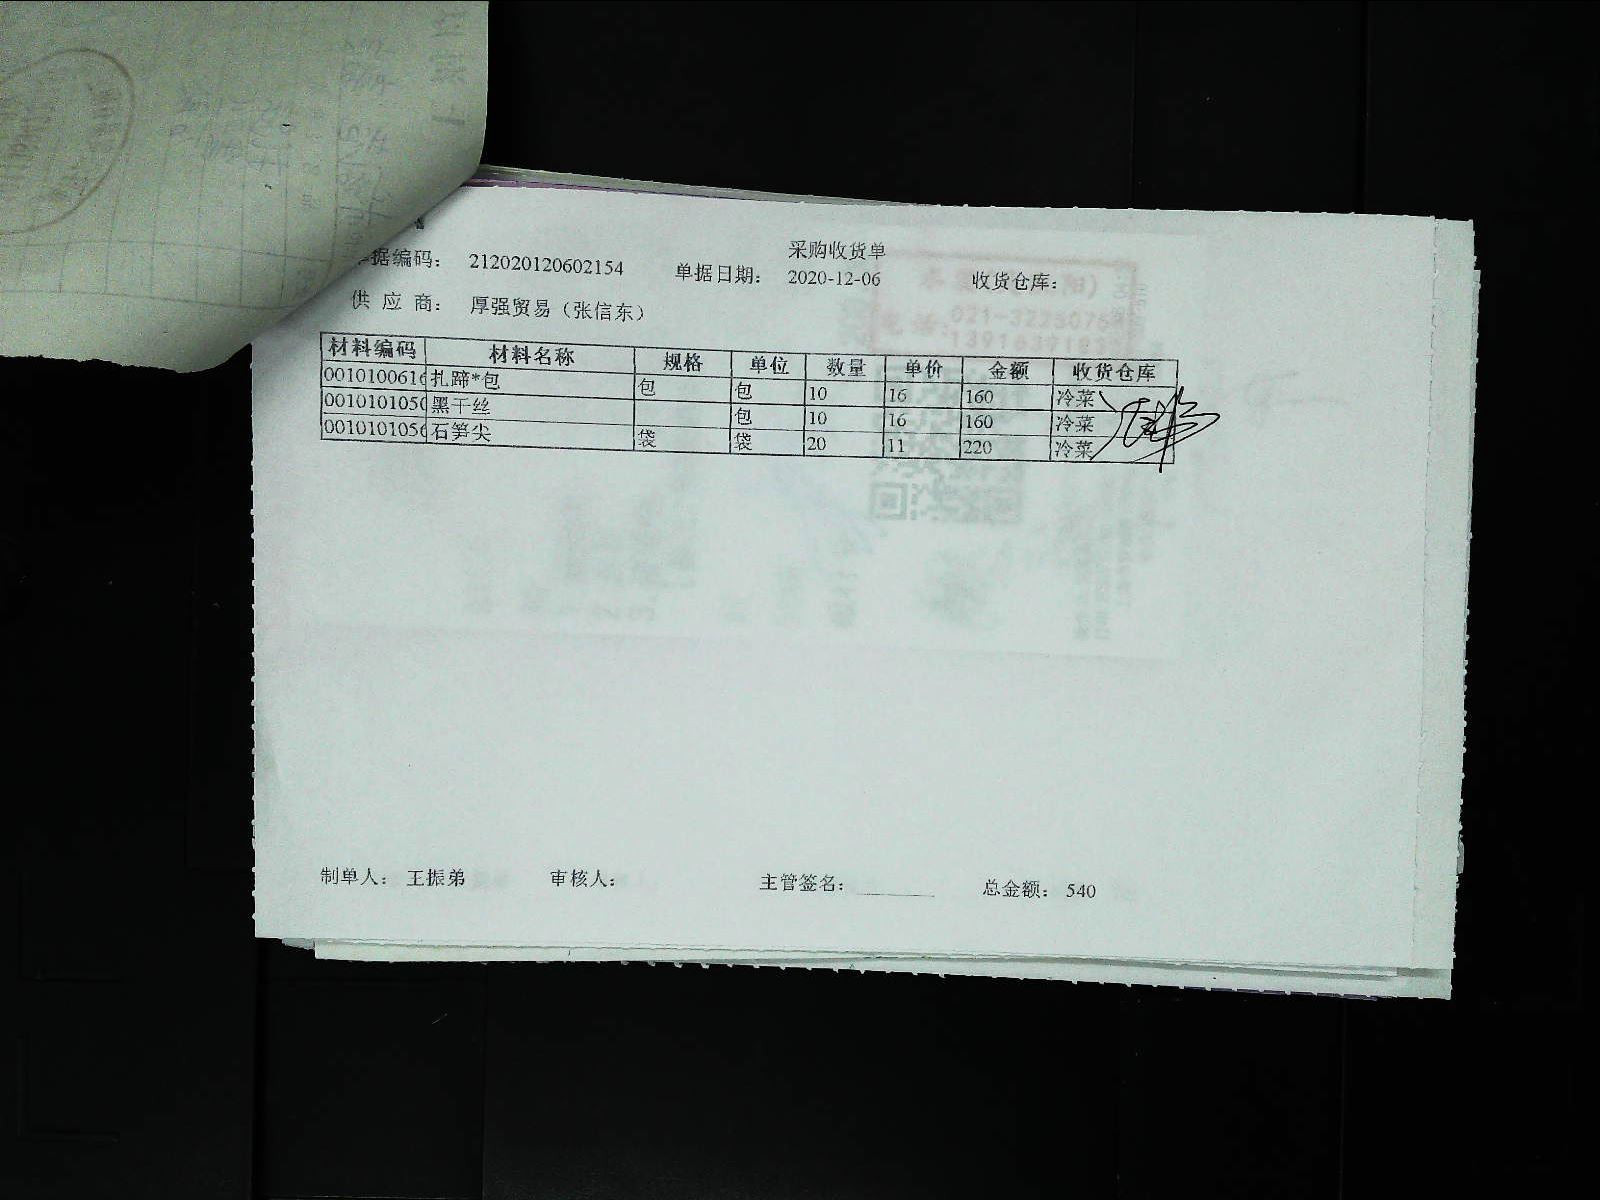 采购收货单
据编码： 212020120602154 单据日期： 2020-12-06 收货仓库：
供 应 商： 厚强贸易（张信东）
材料编码 材料名称 规格 单位 数量 单价 金额 收货仓库
0010100616 扎蹄*包 包 包 10 16 160 冷菜
001010105 黑干丝 包 10 16 160 冷菜
001010105 石笋尖 袋 袋 20 11 220 冷菜
制单人： 王振弟 审核人： 主管签名： 总金额： 540